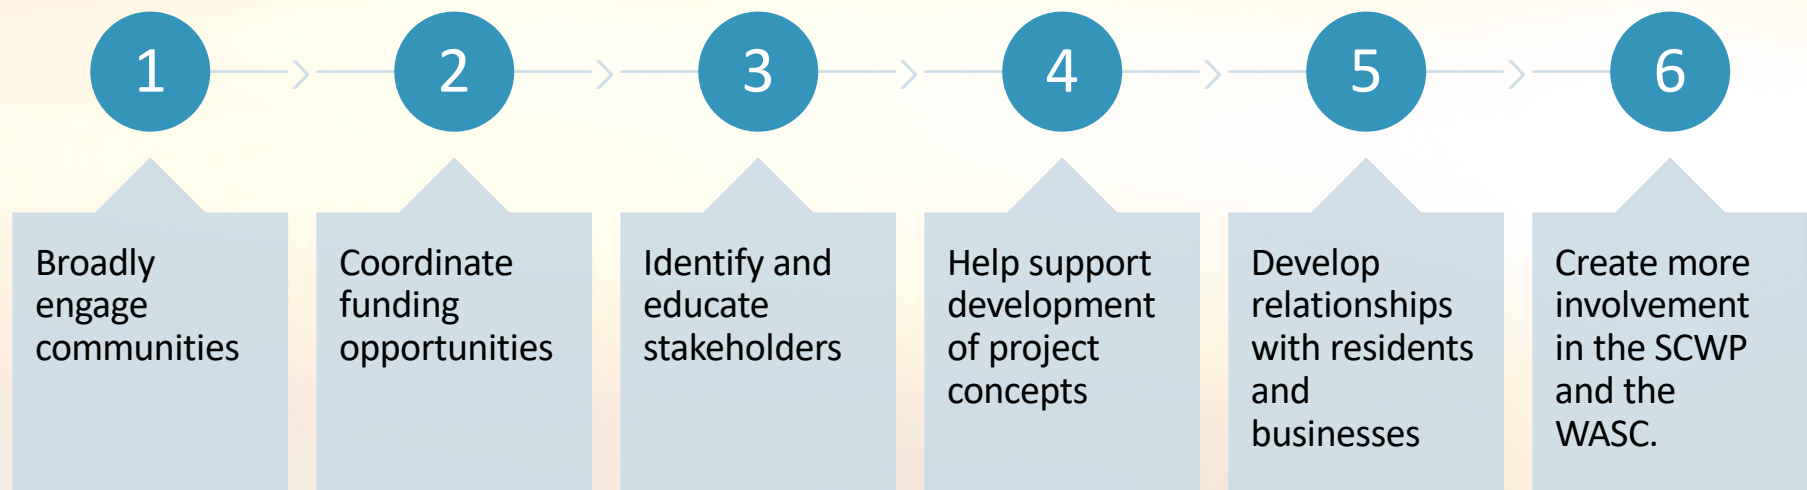 1
2
3
4
5
6
Broadly
engage
communities
Coordinate
funding
opportunities
Identify and
educate
stakeholders
Help support
development
of project
concepts
Develop
relationships
with residents
and
businesses
Create more
involvement
in the SCWP
and the
WASC.